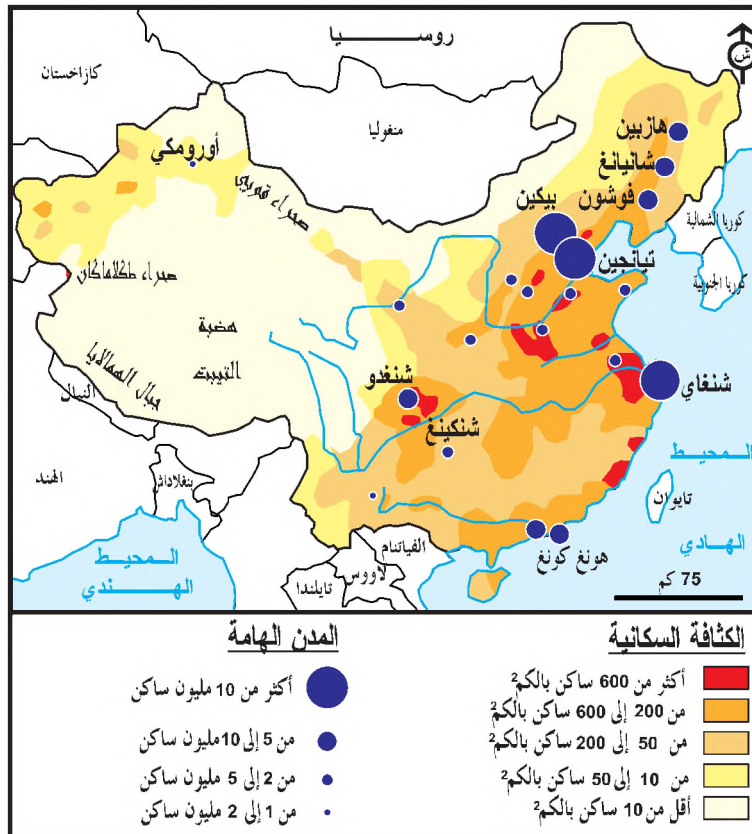 روســــــيا
ش
كازاخستان
منغوليا
هازبين
أورومكي
شانيانغ
صحراء قوبي
بيكين
فوشون
كوريا الشمالية
تيانجين
كوريا الجنوبية
صحراء طكلاماكان
هضبة
التيبت
جبال الهمالايا
شنغدو
شنغاي
النيبال
شنكينغ
المحيط
الهادي
الهند
بنغلاداش
تايوان
الفياتنام
المحيط
الهندي
لاووس
تايلندا
هونغ كونغ
75 كم
الكثافة السكانية
أكثر من 600 ساكن بالكم²
من 200 إلى 600 ساكن بالكم²
من 50 إلى 200 ساكن بالكم²
من 10 إلى 50 ساكن بالكم²
أقل من 10 ساكن بالكم²
المدن الهامة
أكثر من 10 مليون ساكن
من 5 إلى 10 مليون ساكن
من 2 إلى 5 مليون ساكن
من 1 إلى 2 مليون ساكن